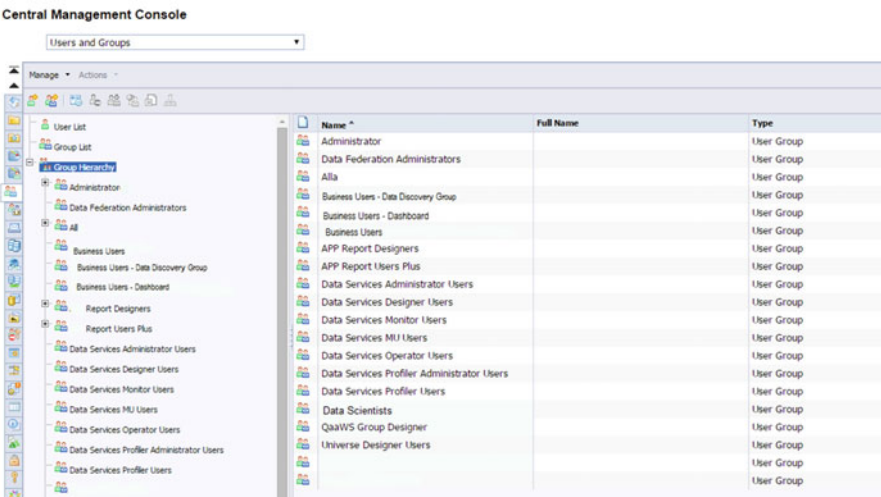 Central Management Console
Users and Groups
Manage Actions
User List
Group List
Group Hierarchy
Administrator
Data Federation Administrators
All
Business Users
Business Users - Data Discovery Group
Business Users - Dashboard
Report Designers
Report Users Plus
Data Services Administrator Users
Data Services Designer Users
Data Services Monitor Users
Data Services MU Users
Data Services Operator Users
Data Services Profiler Administrator Users
Data Services Profiler Users
Name Full Name Type
Administrator User Group
Data Federation Administrators User Group
Alla User Group
Business Users - Data Discovery Group User Group
Business Users - Dashboard User Group
Business Users User Group
APP Report Designers User Group
APP Report Users Plus User Group
Data Services Administrator Users User Group
Data Services Designer Users User Group
Data Services Monitor Users User Group
Data Services MU Users User Group
Data Services Operator Users User Group
Data Services Profiler Administrator Users User Group
Data Services Profiler Users User Group
Data Scientists User Group
QaaWS Group Designer User Group
Universe Designer Users User Group
User Group
User Group